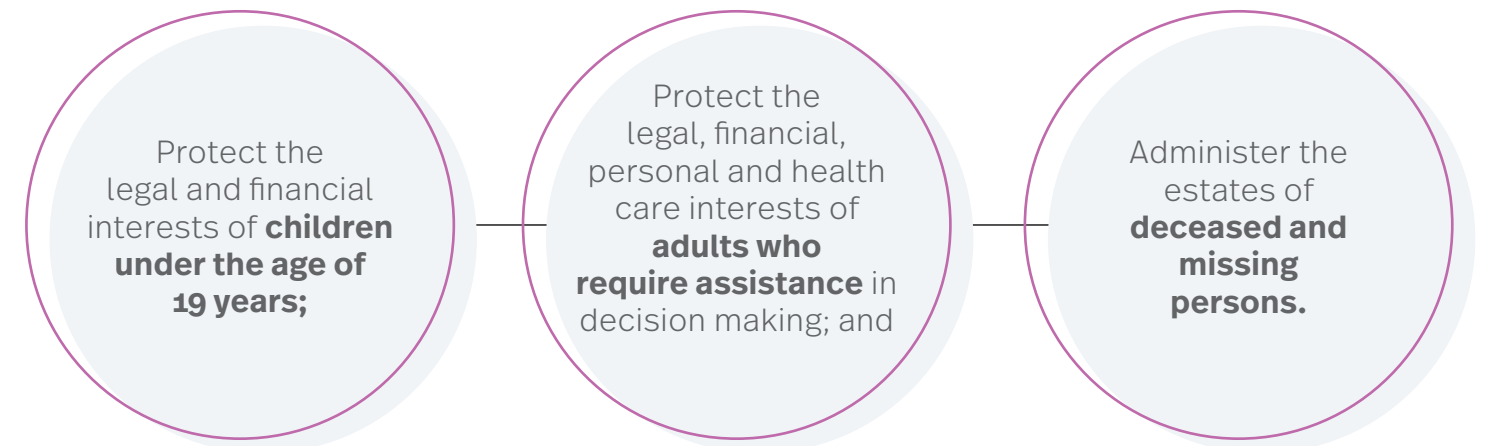 Protect the
legal and financial
interests of children
under the age of
19 years;
Protect the
legal, financial,
personal and health
care interests of
adults who
require assistance in
decision making; and
Administer the
estates of
deceased and
missing
persons.